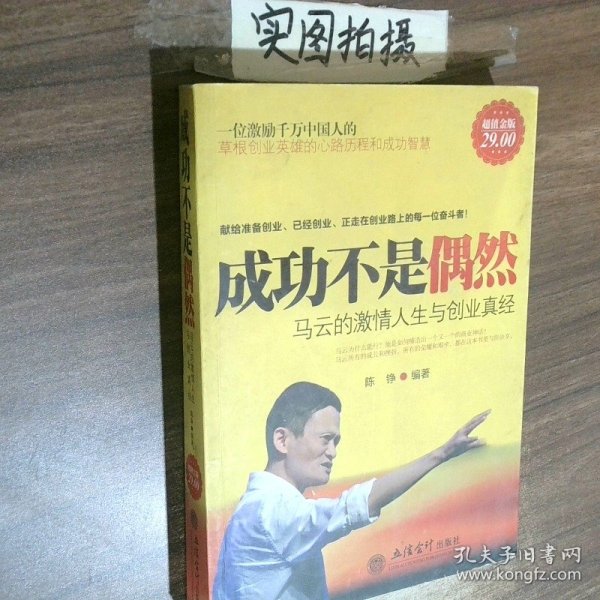 实图拍摄
一位激励千万中国人的
草根创业英雄的心路历程和成功智慧
超值金版
29.00
献给准备创业、已经创业、正走在创业路上的每一位奋斗者！
成功不是偶然
马云的激情人生与创业真经
陈 铮 编著
立信会计出版社
成功不是偶然
立信会计
孔夫子旧书网
www.kongfz.com